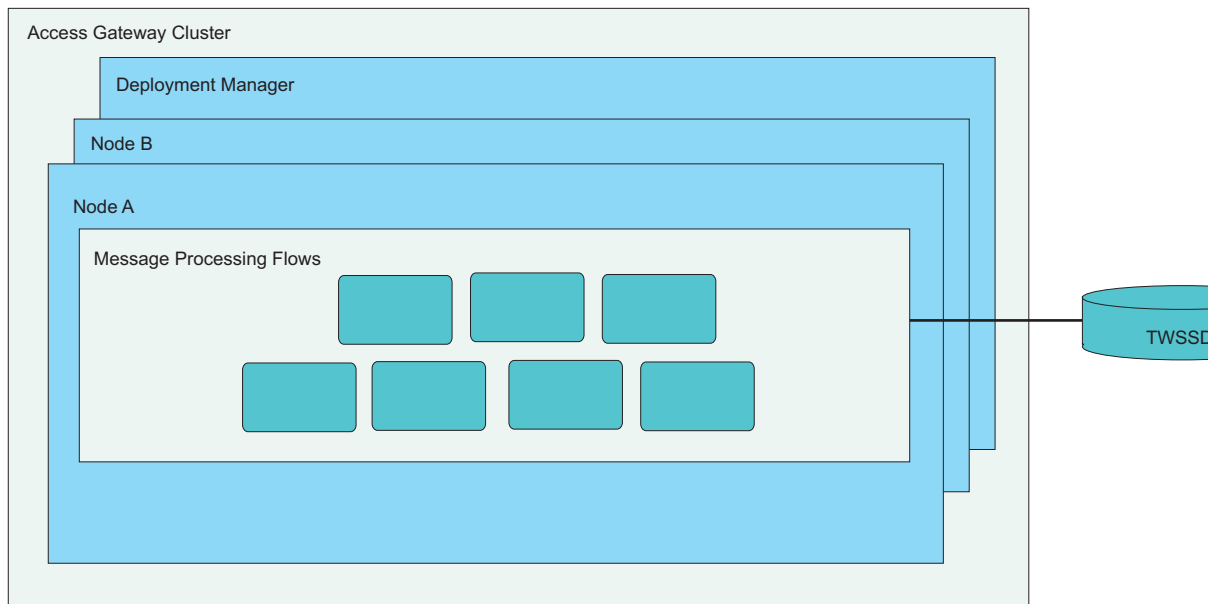 Access Gateway Cluster
Deployment Manager
Node B
Node A
Message Processing Flows
TWSSD